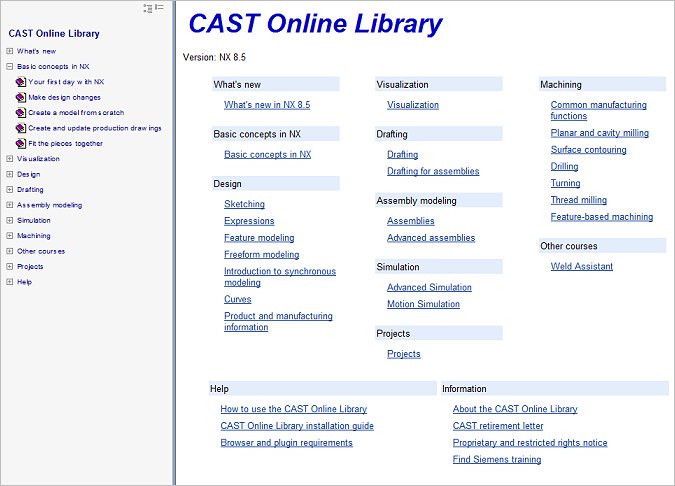 CAST Online Library
What's new
Basic concepts in NX
Your first day with NX
Make design changes
Create a model from scratch
Create and update production drawings
Fit the pieces together
Visualization
Design
Drafting
Assembly modeling
Simulation
Machining
Other courses
Projects
Help
CAST Online Library
Version: NX 8.5
What's new
What's new in NX 8.5
Basic concepts in NX
Basic concepts in NX
Design
Sketching
Expressions
Feature modeling
Freeform modeling
Introduction to synchronous
modeling
Curves
Product and manufacturing
information
Visualization
Visualization
Drafting
Drafting
Drafting for assemblies
Assembly modeling
Assemblies
Advanced assemblies
Simulation
Advanced Simulation
Motion Simulation
Projects
Projects
Machining
Common manufacturing
functions
Planar and cavity milling
Surface contouring
Drilling
Turning
Thread milling
Feature-based machining
Other courses
Weld Assistant
Help
How to use the CAST Online Library
CAST Online Library installation guide
Browser and plugin requirements
Information
About the CAST Online Library
CAST retirement letter
Proprietary and restricted rights notice
Find Siemens training